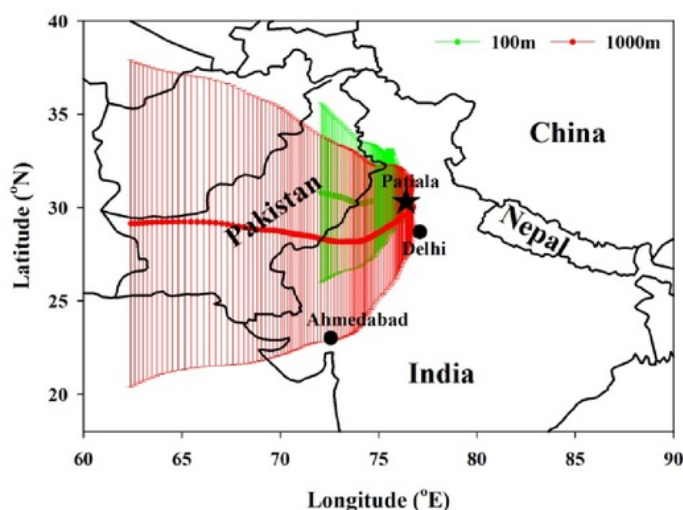 40
100m
1000m
35
China
Patiala
30
Pakistan
Nepal
Delhi
25
Ahmedabad
India
20
60 65 70 75 80 85 90
Latitude (°N)
Longitude (°E)